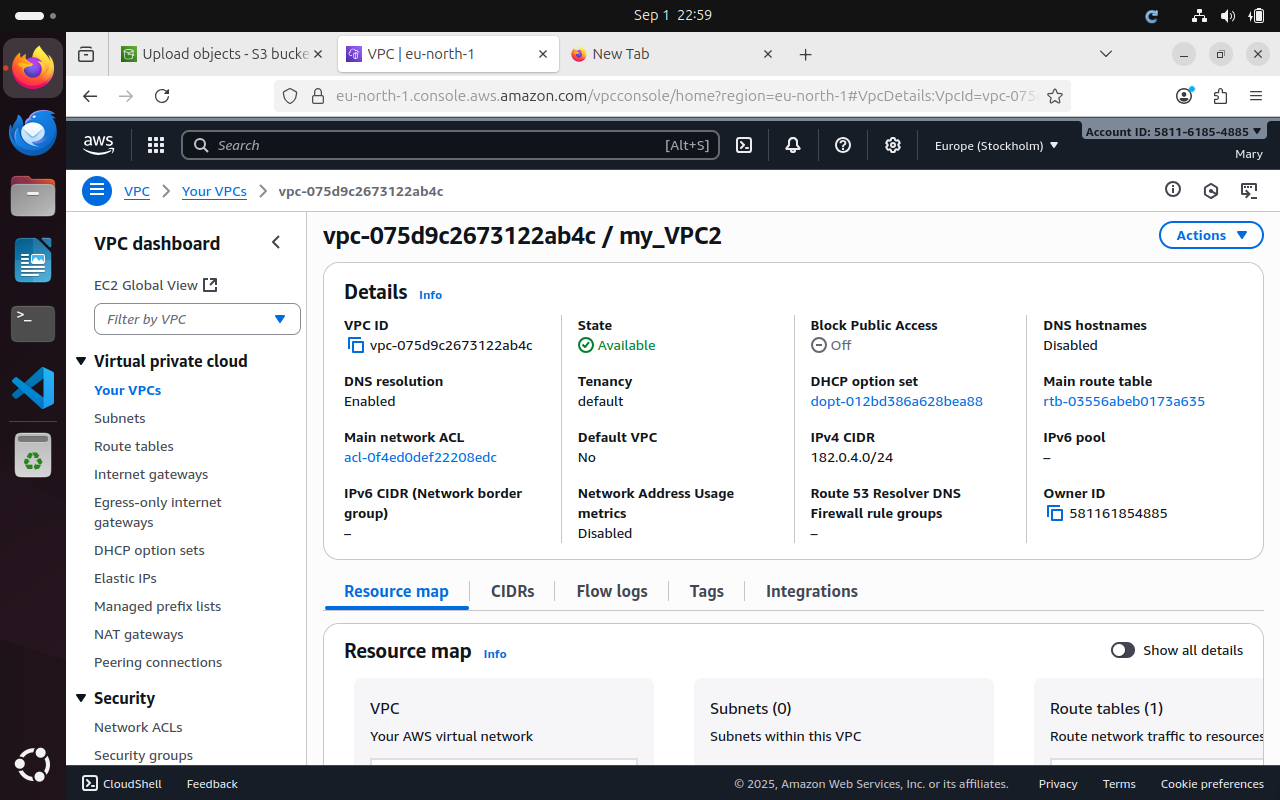 Sep 1 22:59
Upload objects - S3 bucke
VPC | eu-north-1
New Tab
eu-north-1.console.aws.amazon.com/vpcconsole/home?region=eu-north-1#VpcDetails:VpcId=vpc-075
aws
Search
[Alt+S]
Europe (Stockholm)
Account ID: 5811-6185-4885
Mary
VPC
Your VPCs
vpc-075d9c2673122ab4c
VPC dashboard
EC2 Global View
Filter by VPC
Virtual private cloud
Your VPCs
Subnets
Route tables
Internet gateways
Egress-only internet
gateways
DHCP option sets
Elastic IPs
Managed prefix lists
NAT gateways
Peering connections
Security
Network ACLs
Security groups
vpc-075d9c2673122ab4c / my_VPC2
Actions
Details
Info
VPC ID
vpc-075d9c2673122ab4c
State
Available
Block Public Access
Off
DNS hostnames
Disabled
DNS resolution
Enabled
Tenancy
default
DHCP option set
dopt-012bd386a628bea88
Main route table
rtb-03556abeb0173a635
Main network ACL
acl-0f4ed0def22208edc
Default VPC
No
IPv4 CIDR
182.0.4.0/24
IPv6 pool
–
IPv6 CIDR (Network border
group)
–
Network Address Usage
metrics
Disabled
Route 53 Resolver DNS
Firewall rule groups
–
Owner ID
581161854885
Resource map
CIDRs
Flow logs
Tags
Integrations
Resource map
Info
Show all details
VPC
Your AWS virtual network
Subnets (0)
Subnets within this VPC
Route tables (1)
Route network traffic to resources
CloudShell
Feedback
© 2025, Amazon Web Services, Inc. or its affiliates.
Privacy
Terms
Cookie preferences